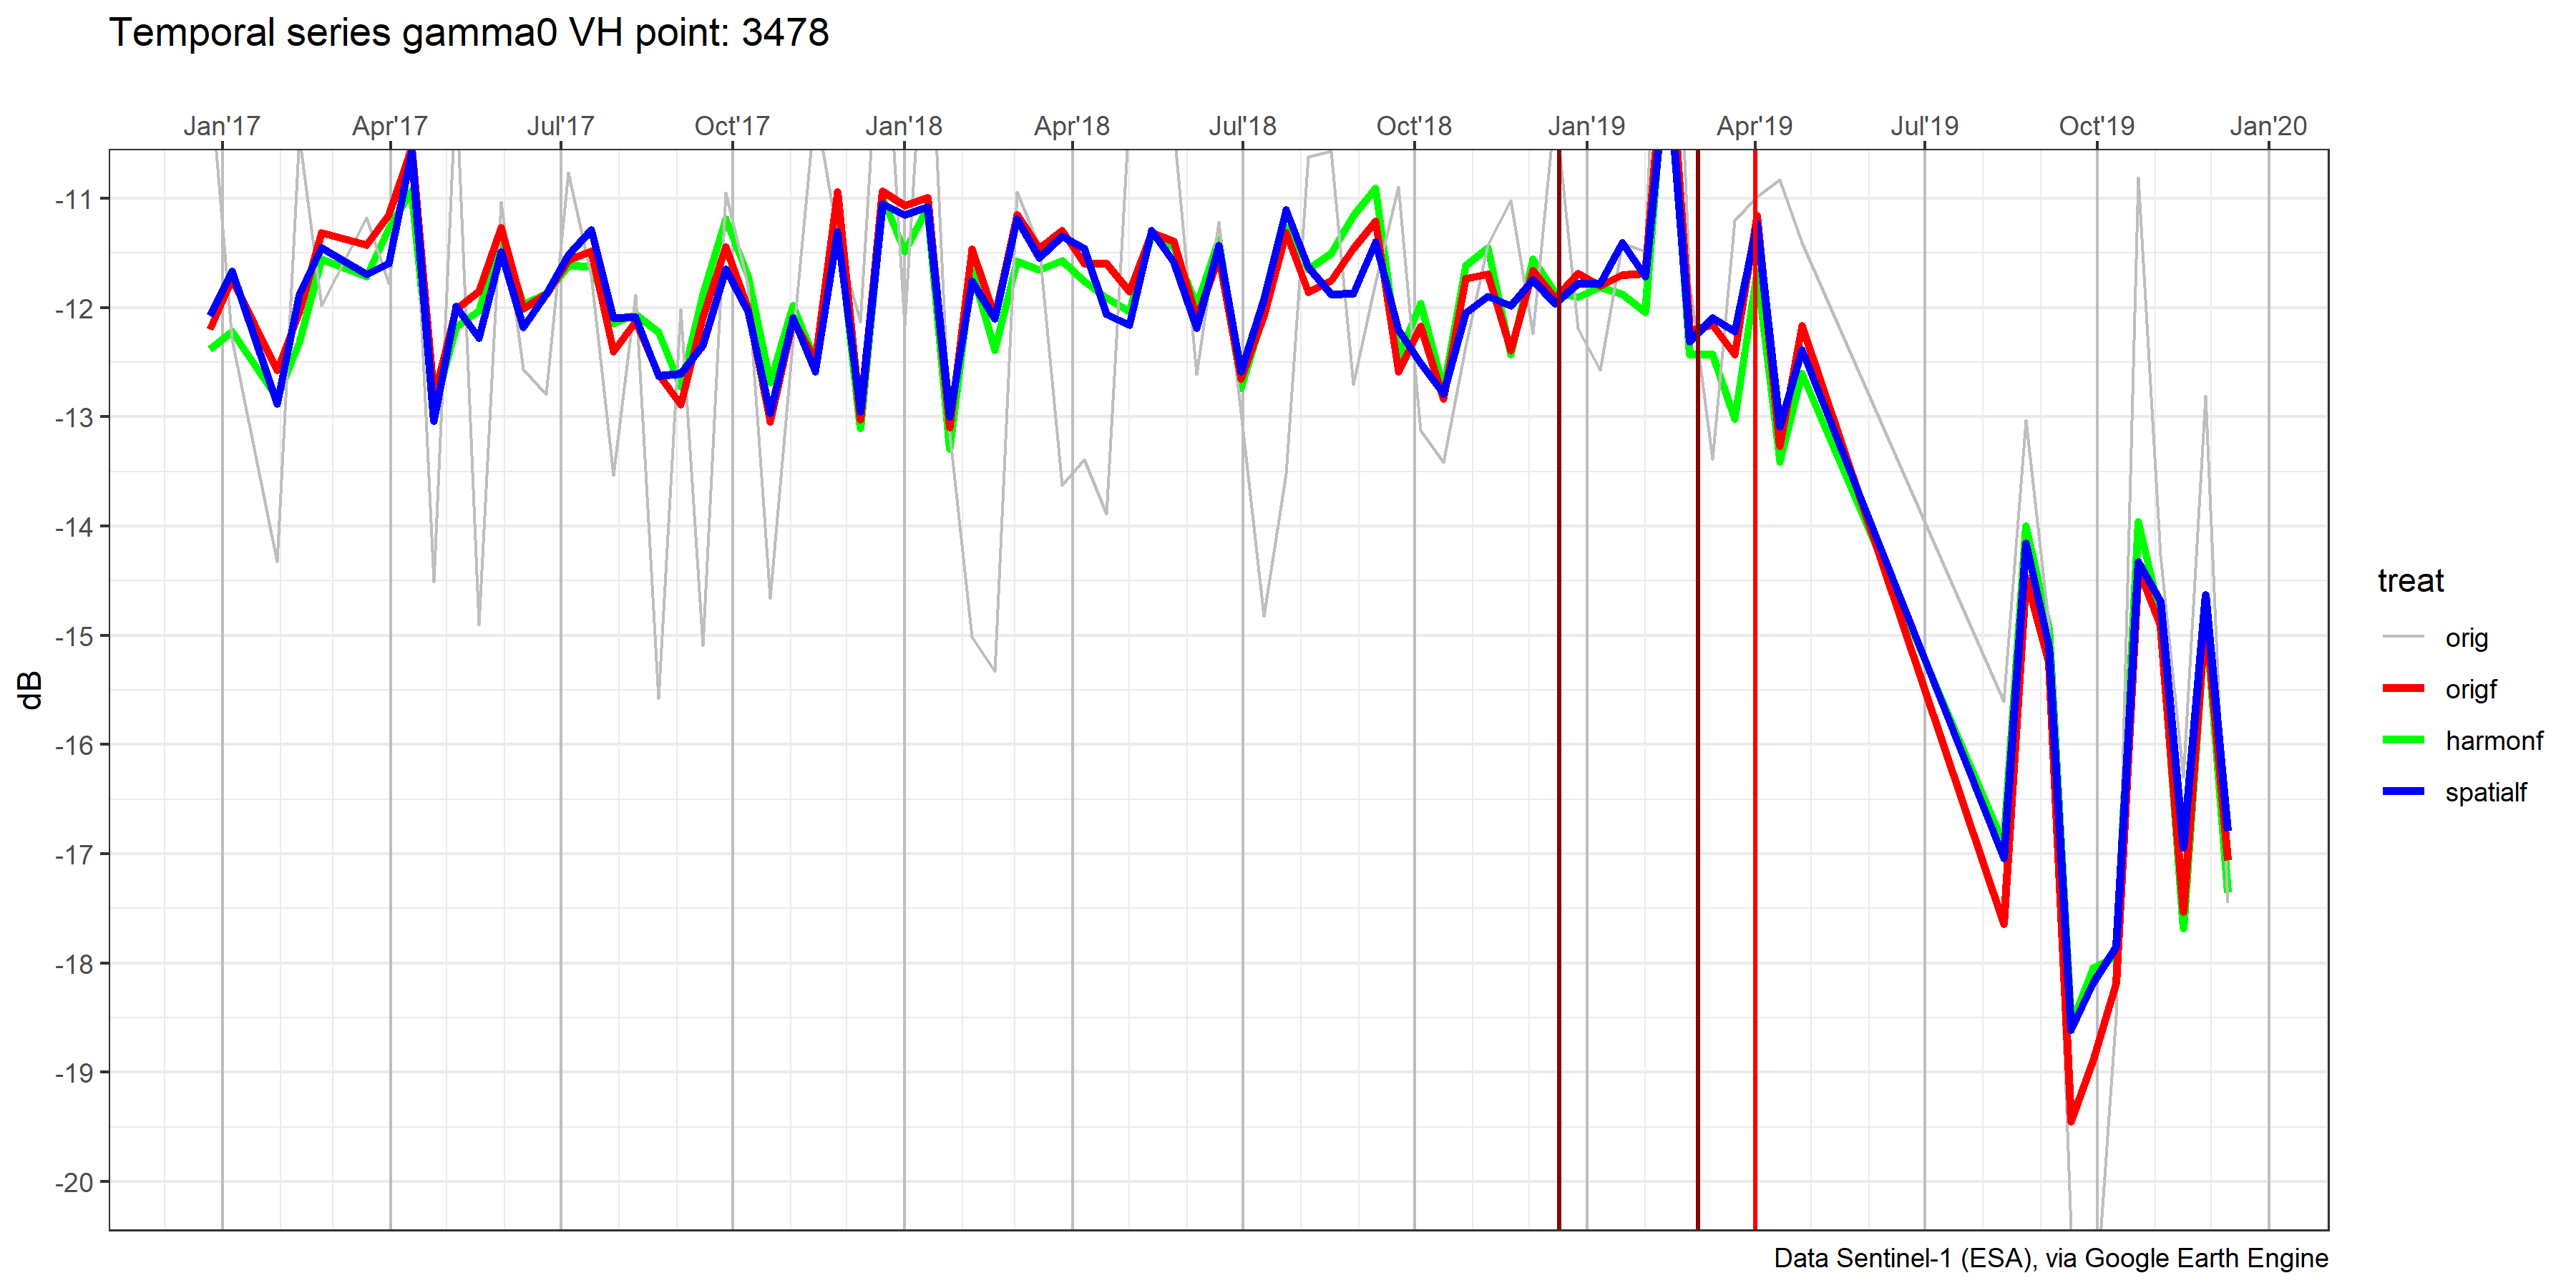 Temporal series gamma0 VH point: 3478
Jan'17 Apr'17 Jul'17 Oct'17 Jan'18 Apr'18 Jul'18 Oct'18 Jan'19 Apr'19 Jul'19 Oct'19 Jan'20
-11
-12
-13
-14
-15
-16
-17
-18
-19
-20
dB
treat
orig
origf
harmonf
spatialf
Data Sentinel-1 (ESA), via Google Earth Engine